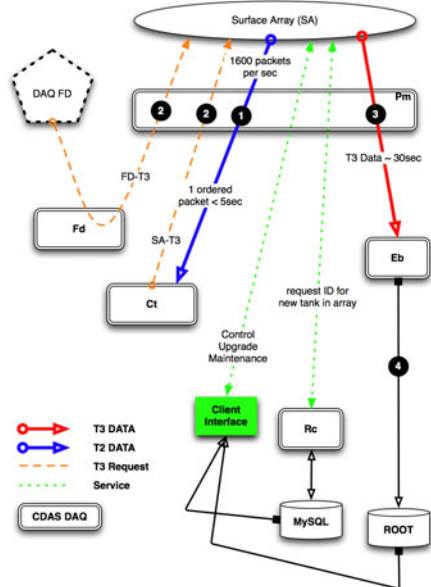 Surface Array (SA)
1600 packets
per sec
DAQ FD
Pm
2
2
1
3
T3 Data ~ 30sec
FD-T3
1 ordered
packet < 5sec
Fd
SA-T3
Eb
Ct
request ID for
new tank in array
Control
Upgrade
Maintenance
4
Client
Interface
Rc
T3 DATA
T2 DATA
T3 Request
Service
MySQL
ROOT
CDAS DAQ